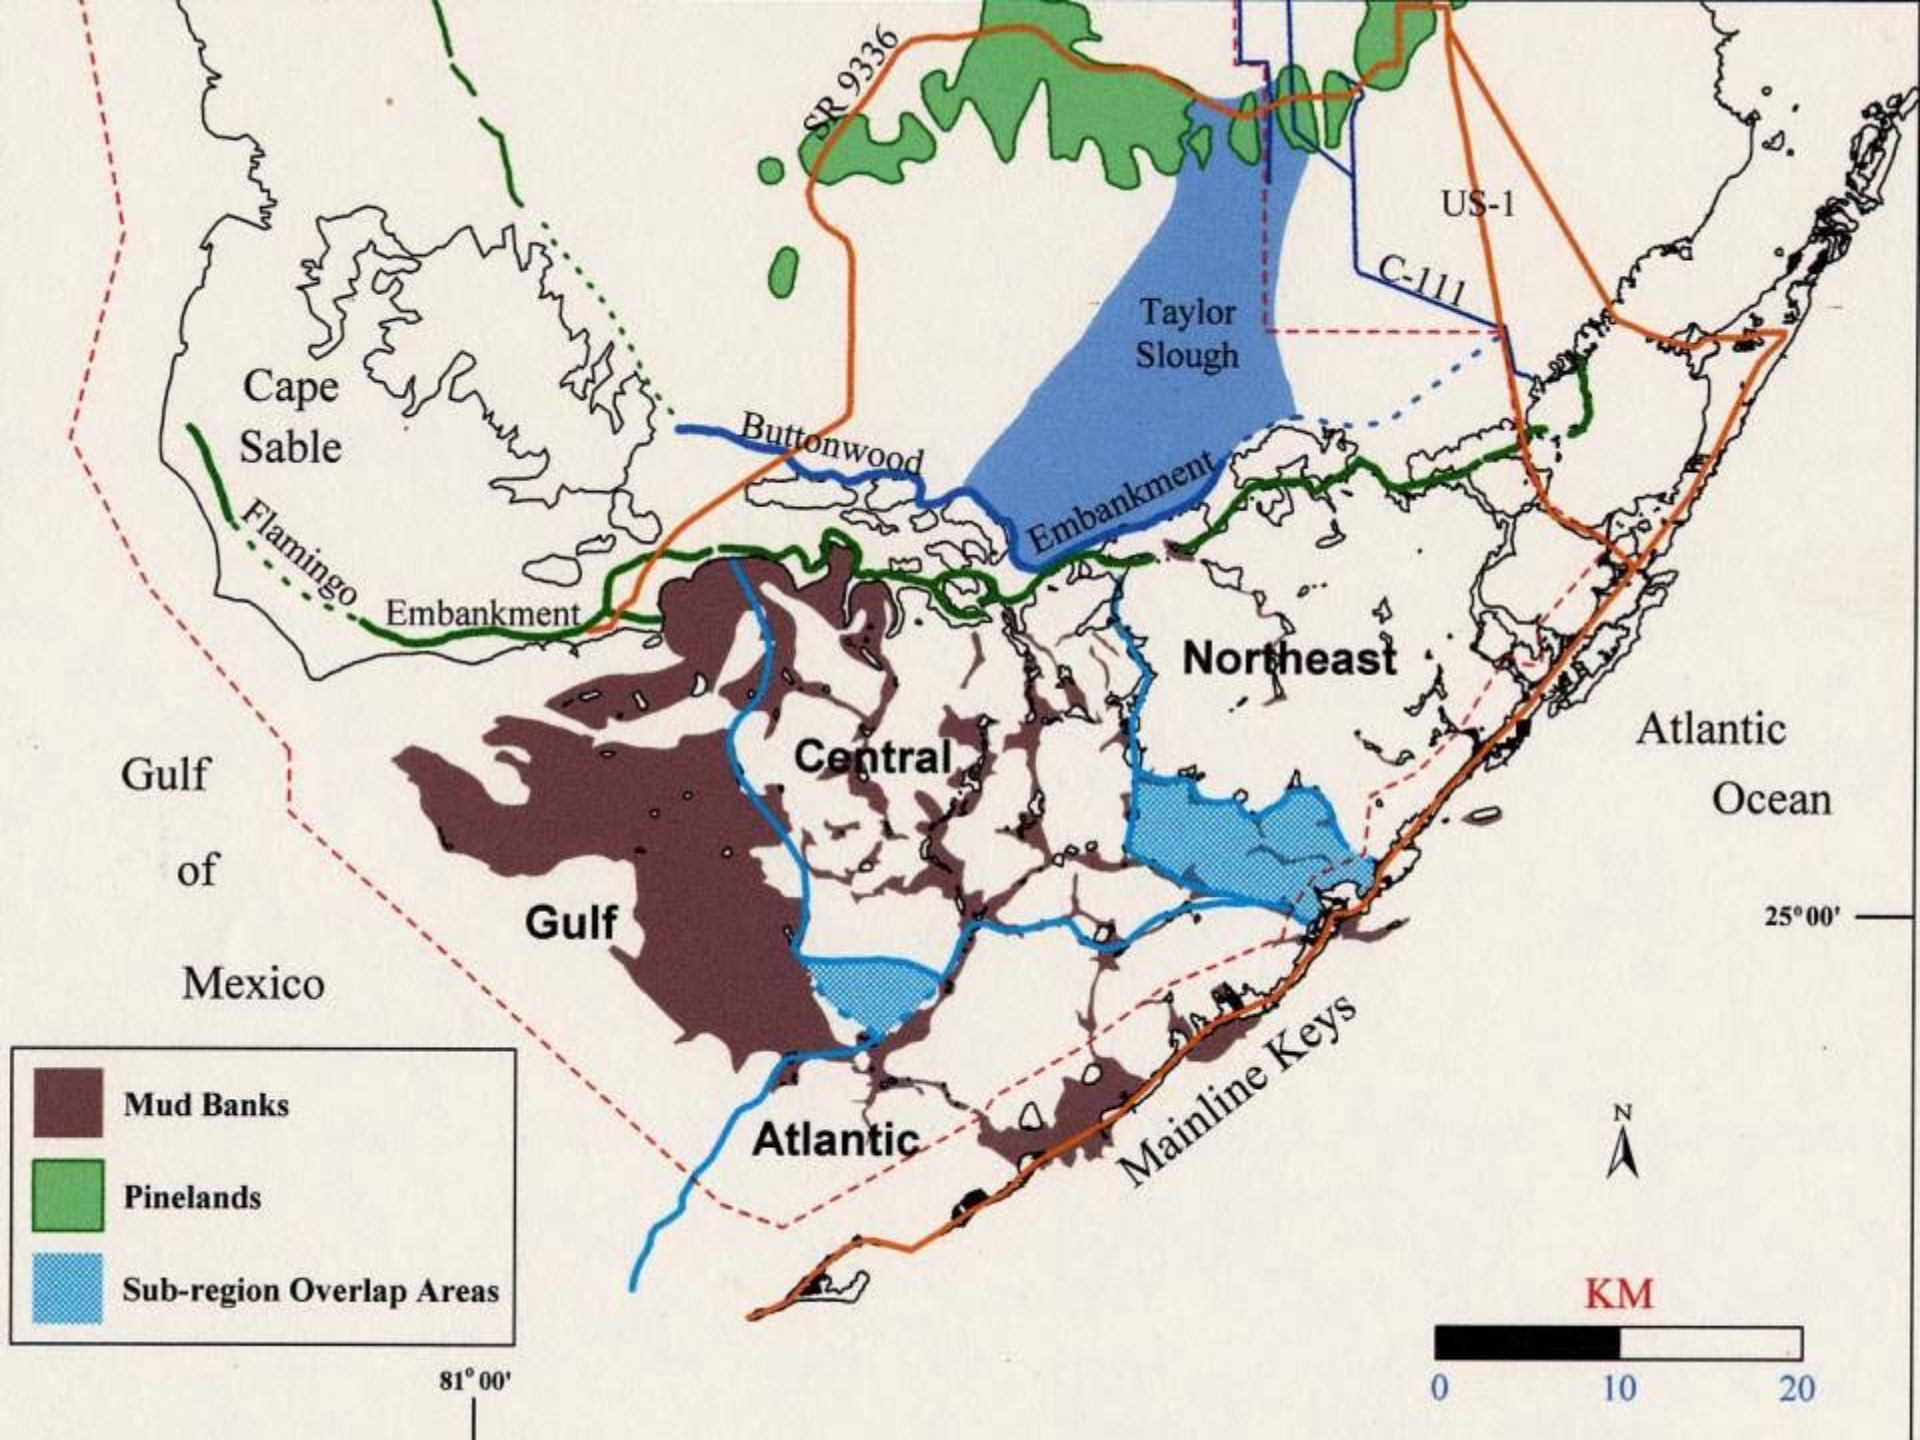 SR 9336
US-1
C-111
Taylor
Slough
Cape
Sable
Buttonwood
Embankment
Flamingo
Embankment
Northeast
Central
Atlantic
Ocean
Gulf
of
Mexico
Gulf
25°00'
Atlantic
Mainline Keys
Mud Banks
Pinelands
Sub-region Overlap Areas
N
KM
0 10 20
81°00'